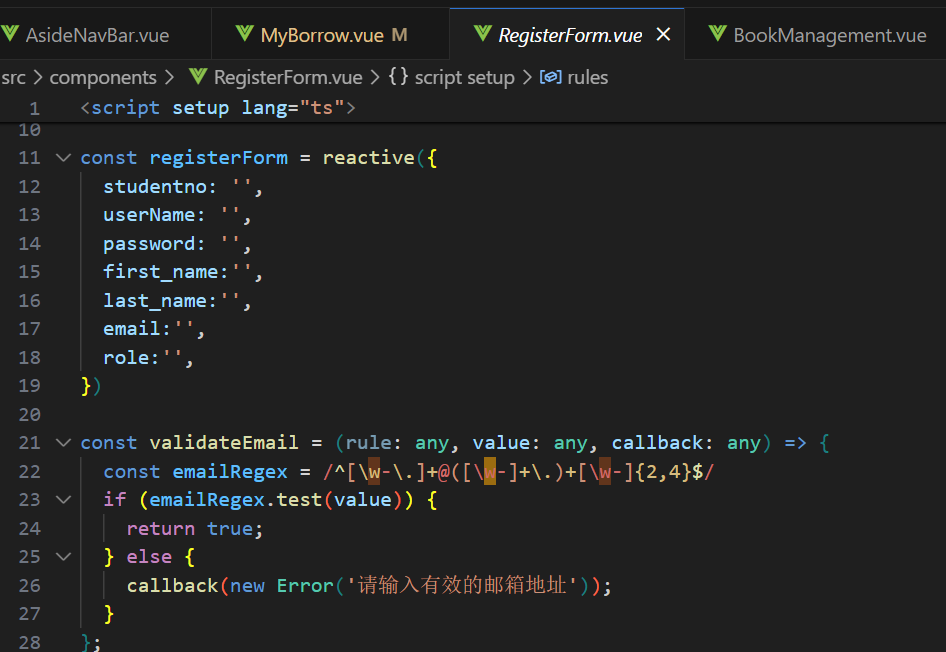 AsideNavBar.vue MyBorrow.vue M RegisterForm.vue BookManagement.vue
src > components > RegisterForm.vue > {} script setup > rules
1 <script setup lang="ts">
10
11 const registerForm = reactive({
12 studentno: '',
13 userName: '',
14 password: '',
15 first_name:'',
16 last_name:'',
17 email:'',
18 role:'',
19 })
20
21 const validateEmail = (rule: any, value: any, callback: any) => {
22 const emailRegex = /^[\w-\.]+@([\w-]+\.)+[\w-]{2,4}$/
23 if (emailRegex.test(value)) {
24 return true;
25 } else {
26 callback(new Error('请输入有效的邮箱地址'));
27 }
28 };